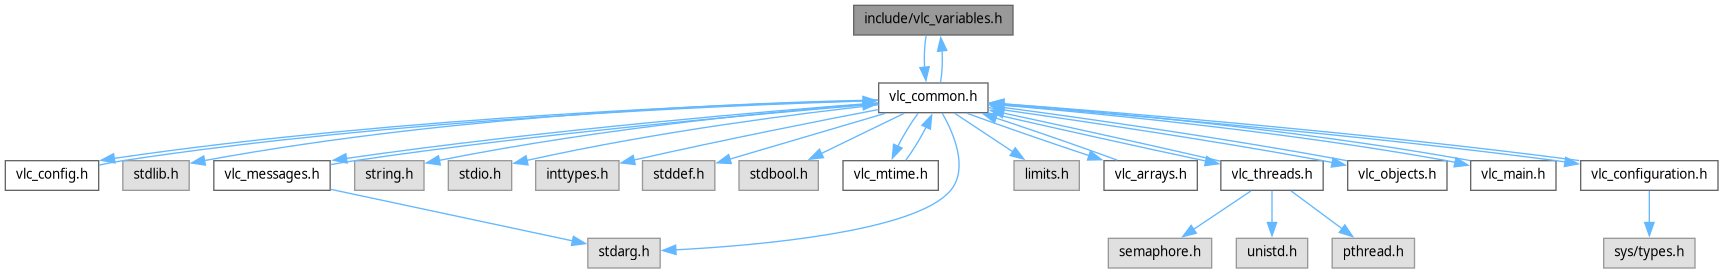 include/vlc_variables.h
vlc_common.h
vlc_config.h
stdlib.h
vlc_messages.h
string.h
stdio.h
inttypes.h
stddef.h
stdbool.h
vlc_mtime.h
limits.h
vlc_arrays.h
vlc_threads.h
vlc_objects.h
vlc_main.h
vlc_configuration.h
stdarg.h
semaphore.h
unistd.h
pthread.h
sys/types.h